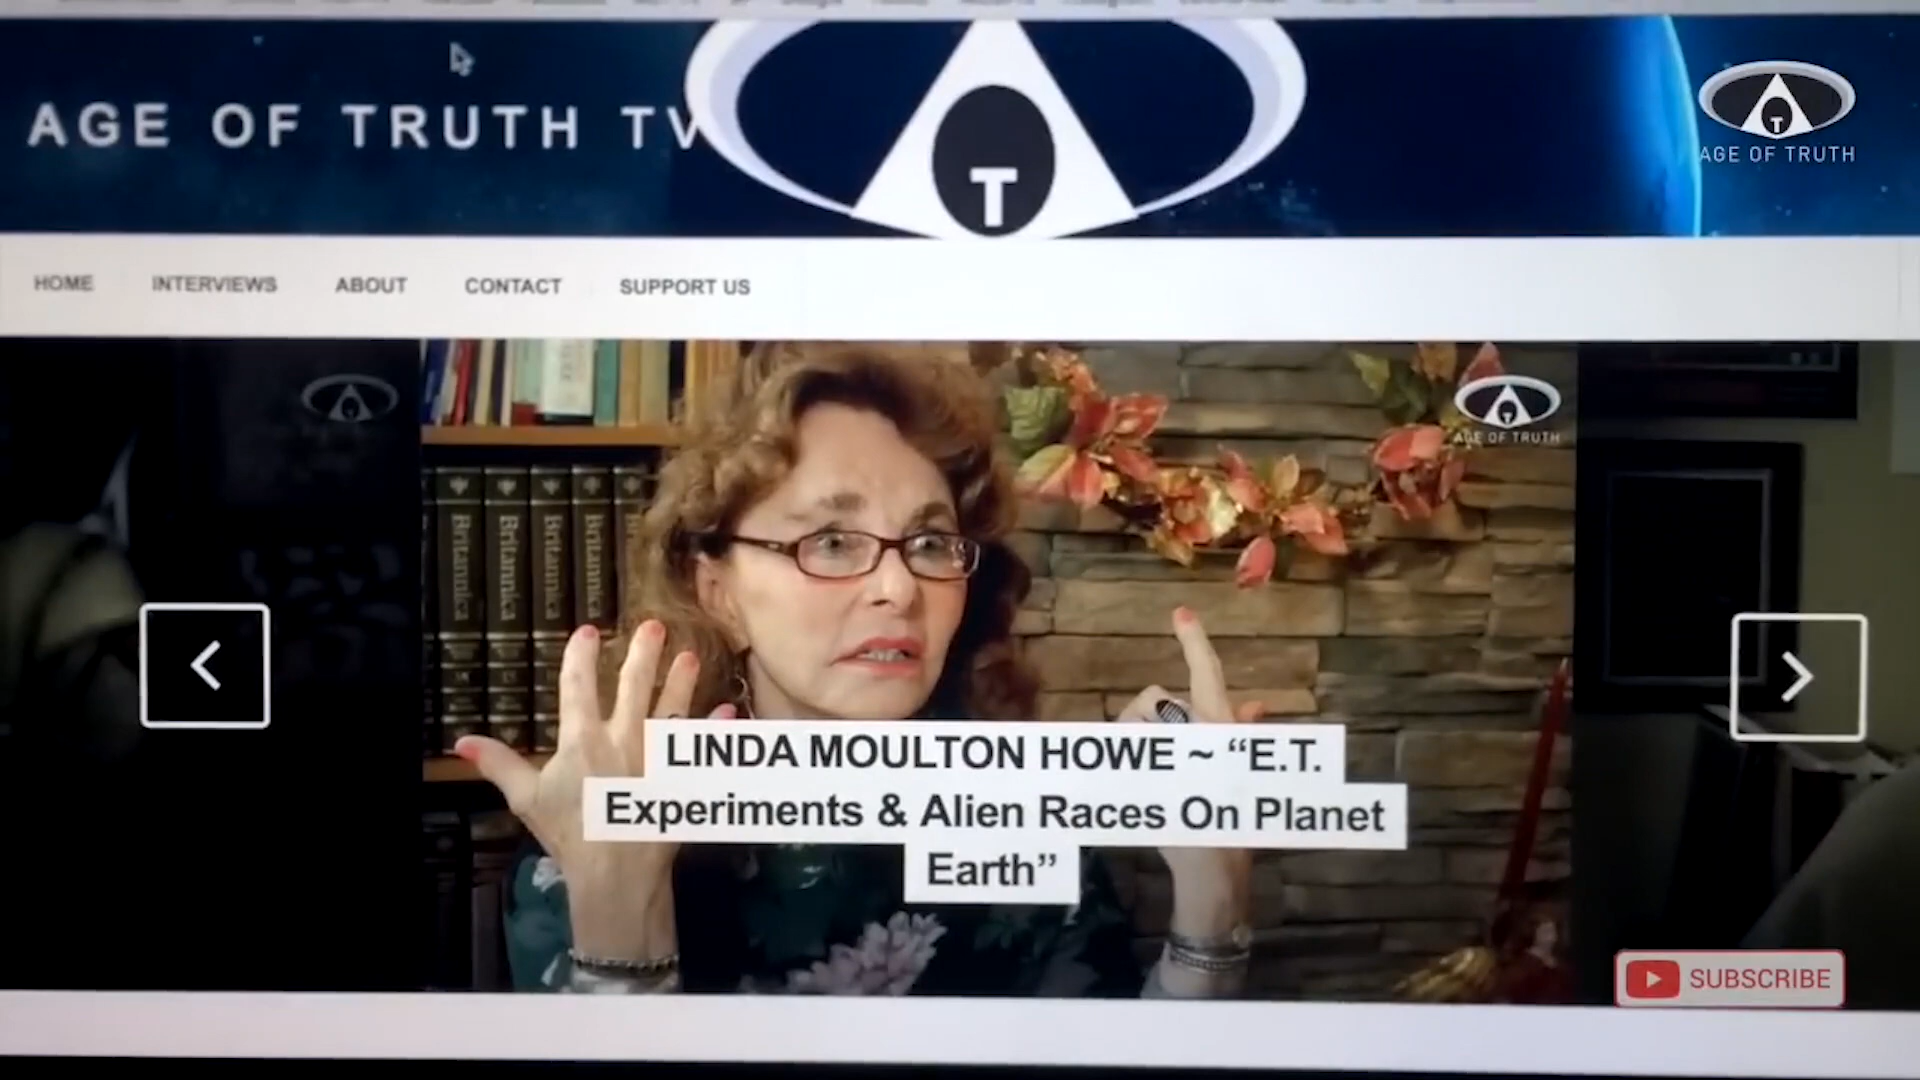 AGE OF TRUTH TV
T
T
AGE OF TRUTH
HOME INTERVIEWS ABOUT CONTACT SUPPORT US
AGE OF TRUTH
Britannica Britannica Britannica Britannica
LINDA MOULTON HOWE ~ “E.T.
Experiments & Alien Races On Planet
Earth”
SUBSCRIBE